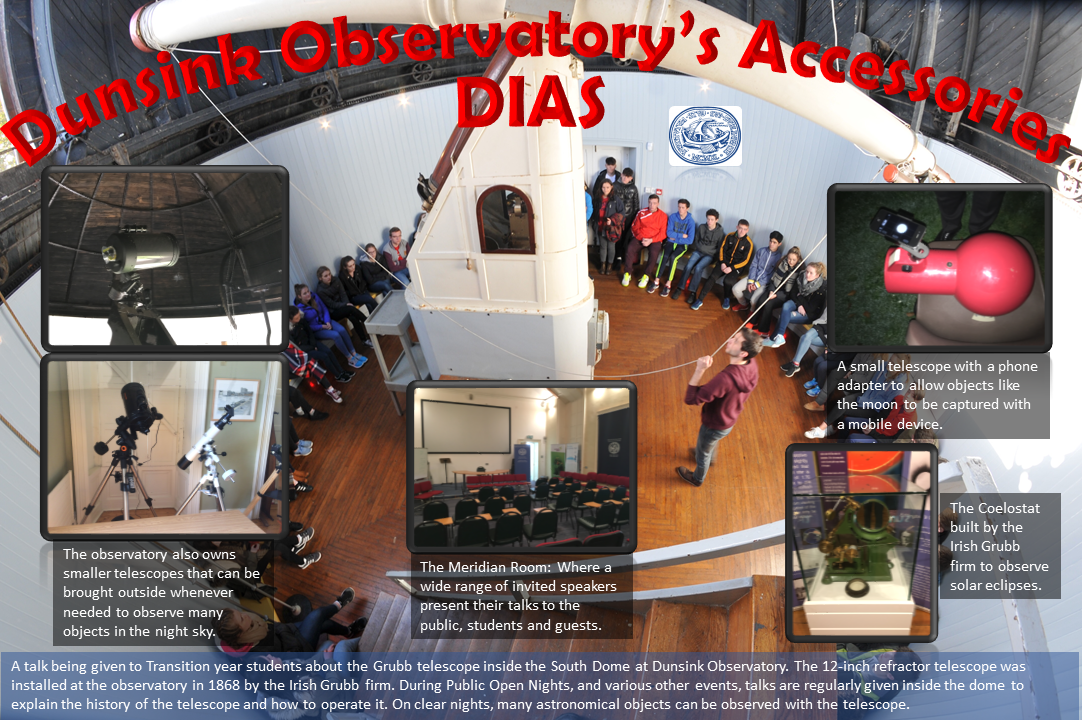 Dunsink Observatory's Accessories
DIAS
A small telescope with a phone
adapter to allow objects like
the moon to be captured with
a mobile device.
The Coelostat
built by the
Irish Grubb
firm to observe
solar eclipses.
The observatory also owns
smaller telescopes that can be
brought outside whenever
needed to observe many
objects in the night sky.
The Meridian Room: Where a
wide range of invited speakers
present their talks to the
public, students and guests.
A talk being given to Transition year students about the Grubb telescope inside the South Dome at Dunsink Observatory. The 12-inch refractor telescope was
installed at the observatory in 1868 by the Irish Grubb firm. During Public Open Nights, and various other events, talks are regularly given inside the dome to
explain the history of the telescope and how to operate it. On clear nights, many astronomical objects can be observed with the telescope.